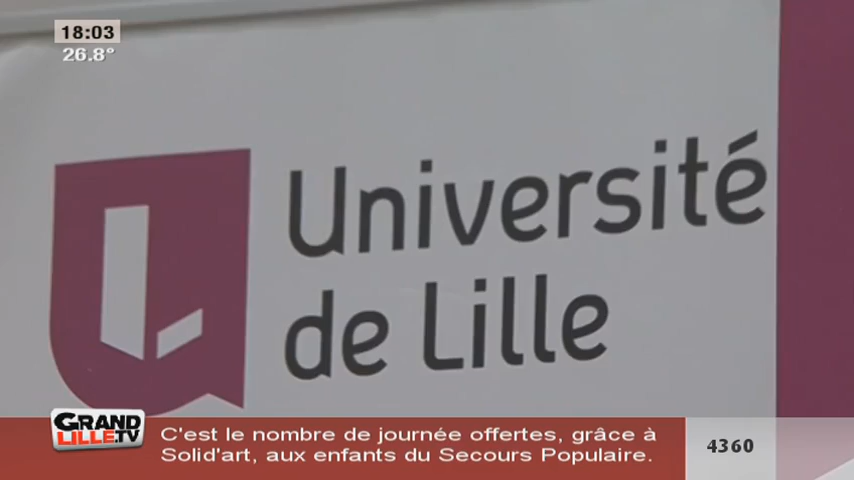 18:03
26.8°
Université
de Lille
GRAND
LILLE.TV
C'est le nombre de journée offertes, grâce à
Solid'art, aux enfants du Secours Populaire.
4360